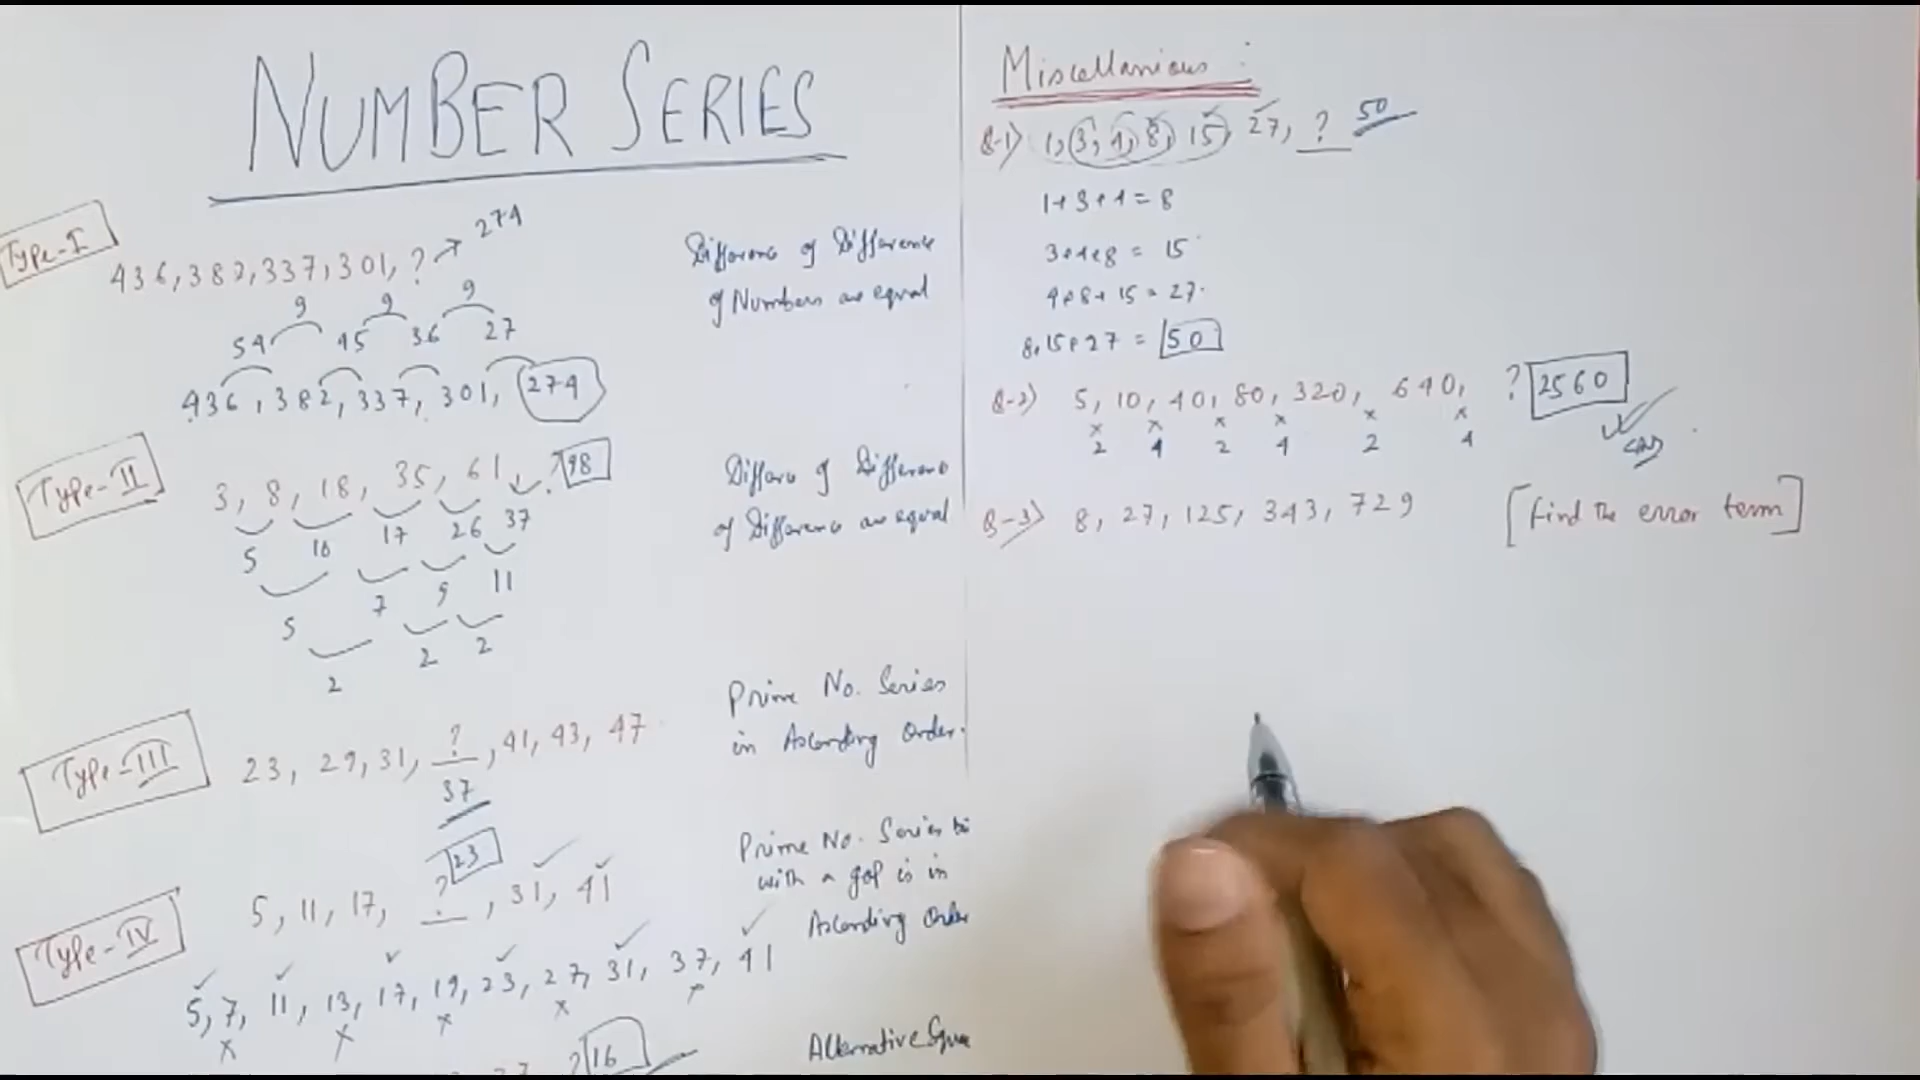 NUMBER SERIES
Type-I
436, 382, 337, 301, ? → 274
9 9 9
54 45 36 27
436, 382, 337, 301, 274
Difference of Difference
of Numbers are equal
Type-II
3, 8, 18, 35, 61, ? 98
5 10 17 26 37
5 7 9 11
2 2 2
Differe of Difference
of Difference are equal
Type-III
23, 29, 31, ?, 41, 43, 47
37
Prime No. Series
in Ascending Order.
Type-IV
23
5, 11, 17, ?, 31, 41
5, 7, 11, 13, 17, 19, 23, 27, 31, 37, 41
x x x x x
Prime No. Series
with a gap is in
Ascending Order
? 16
Alternative
Miscellanious :
Q-1) 1, 3, 4, 8, 15, 27, ? 50
1+3+4=8
3+4+8 = 15
4+8+15 = 27
8+15+27 = 50
Q-2) 5, 10, 40, 80, 320, 640, ? 2560
x x x x x x
2 4 2 4 2 4
Ans
Q-3) 8, 27, 125, 343, 729 [Find the error term]